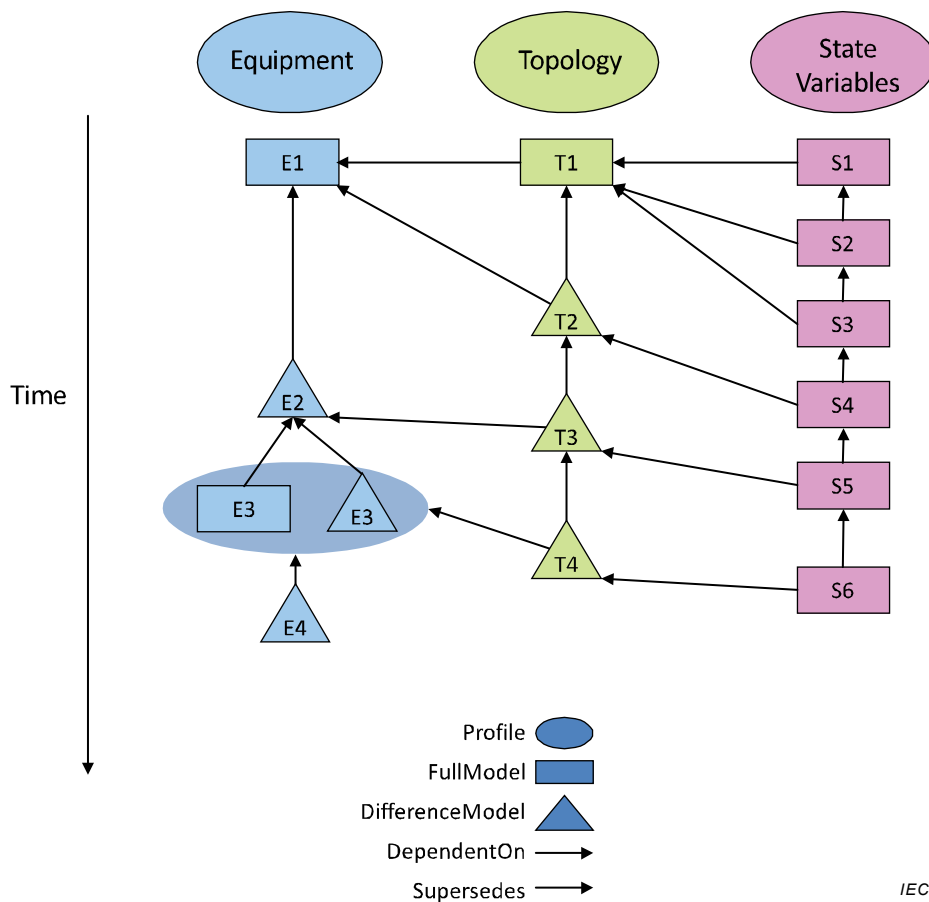 Equipment
Topology
State
Variables
E1
T1
S1
S2
T2
S3
Time
E2
T3
S4
E3
E3
S5
T4
S6
E4
Profile
FullModel
DifferenceModel
DependentOn
Supersedes
IEC